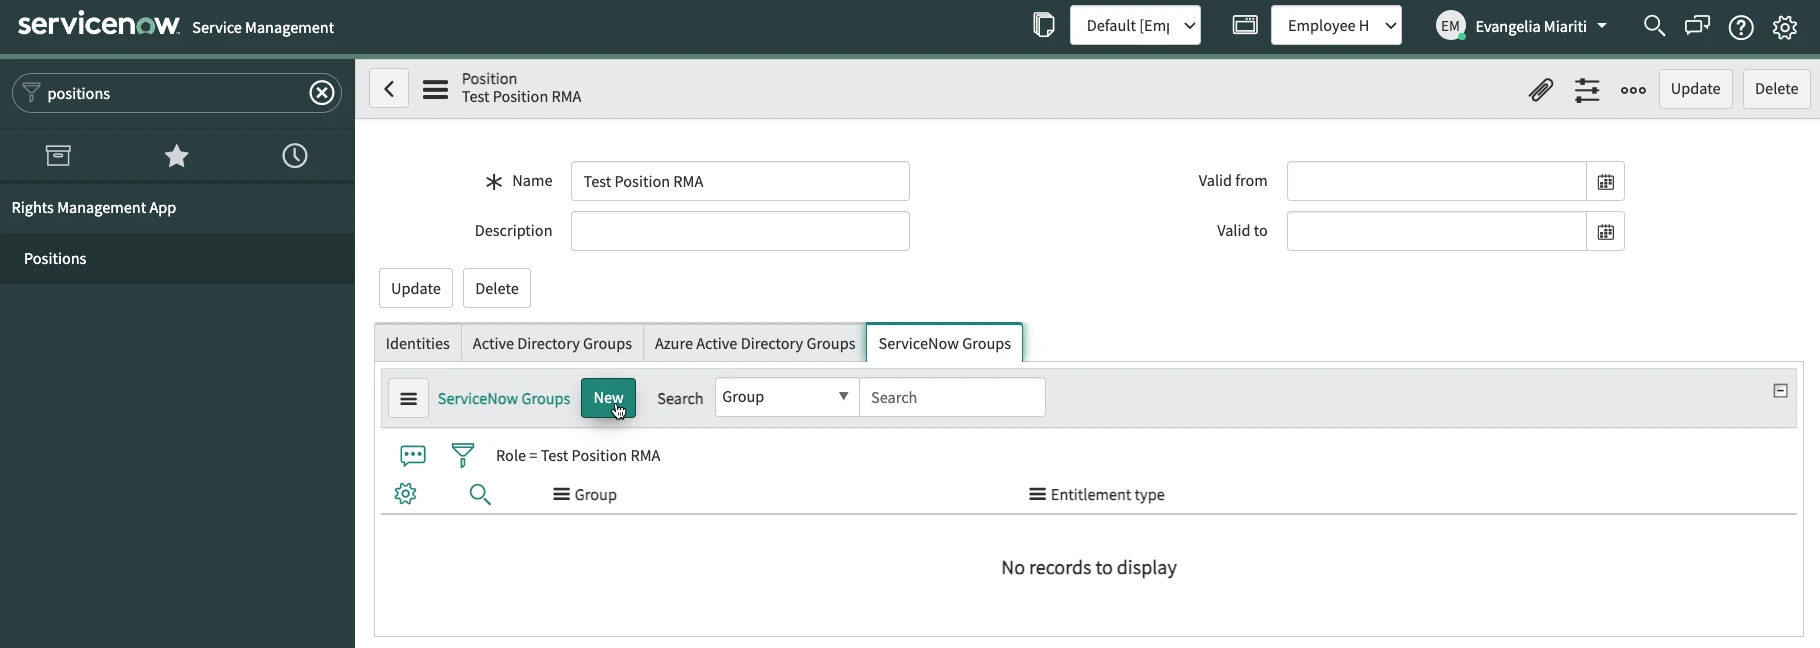 servicenow Service Management
Default [Emp
Employee H
EM
Evangelia Miariti
positions
Rights Management App
Positions
Position
Test Position RMA
Update
Delete
Name
Test Position RMA
Valid from
Description
Valid to
Update
Delete
Identities
Active Directory Groups
Azure Active Directory Groups
ServiceNow Groups
ServiceNow Groups
New
Search
Group
Search
Role = Test Position RMA
Group
Entitlement type
No records to display